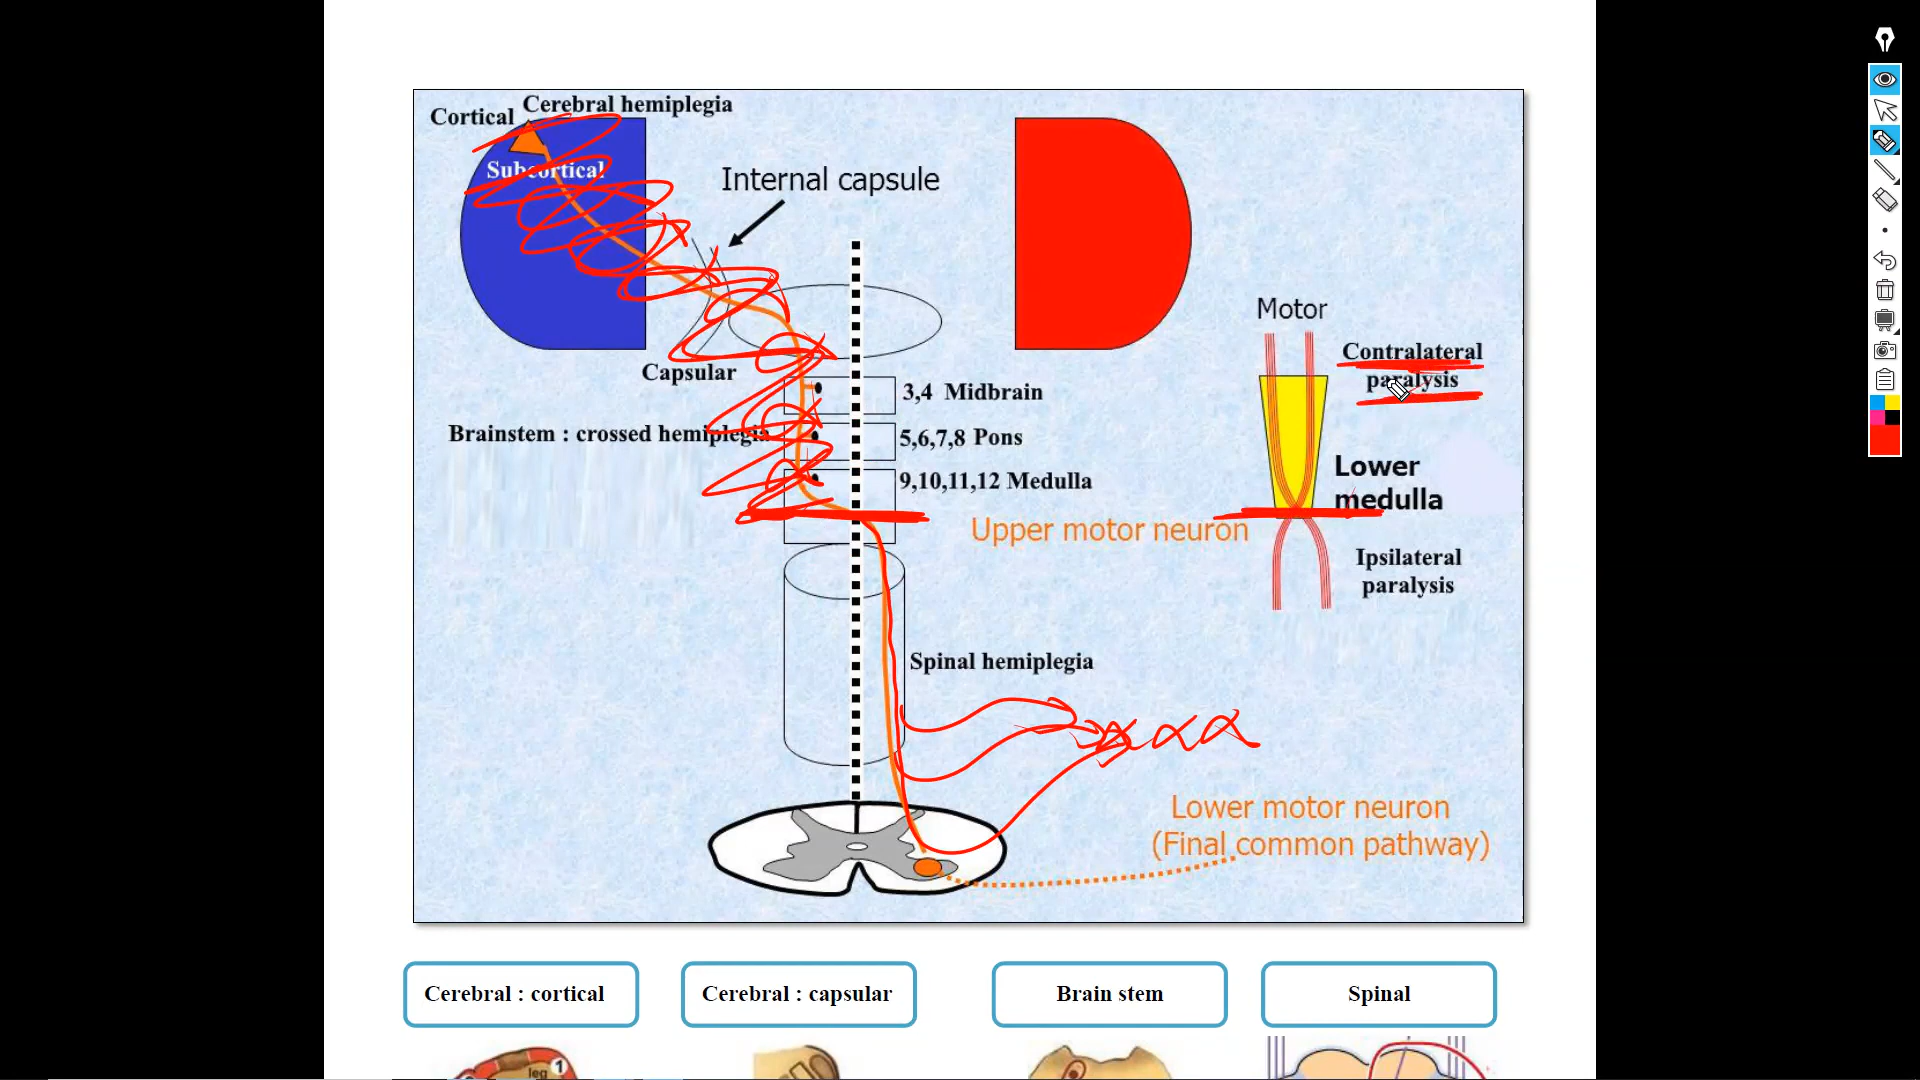 Cortical Cerebral hemiplegia
Subcortical
Internal capsule
Motor
Contralateral
paralysis
Capsular
3,4 Midbrain
Brainstem : crossed hemiplegia
5,6,7,8 Pons
9,10,11,12 Medulla
Lower
medulla
Upper motor neuron
Ipsilateral
paralysis
Spinal hemiplegia
Lower motor neuron
(Final common pathway)
Cerebral : cortical
Cerebral : capsular
Brain stem
Spinal
leg
1